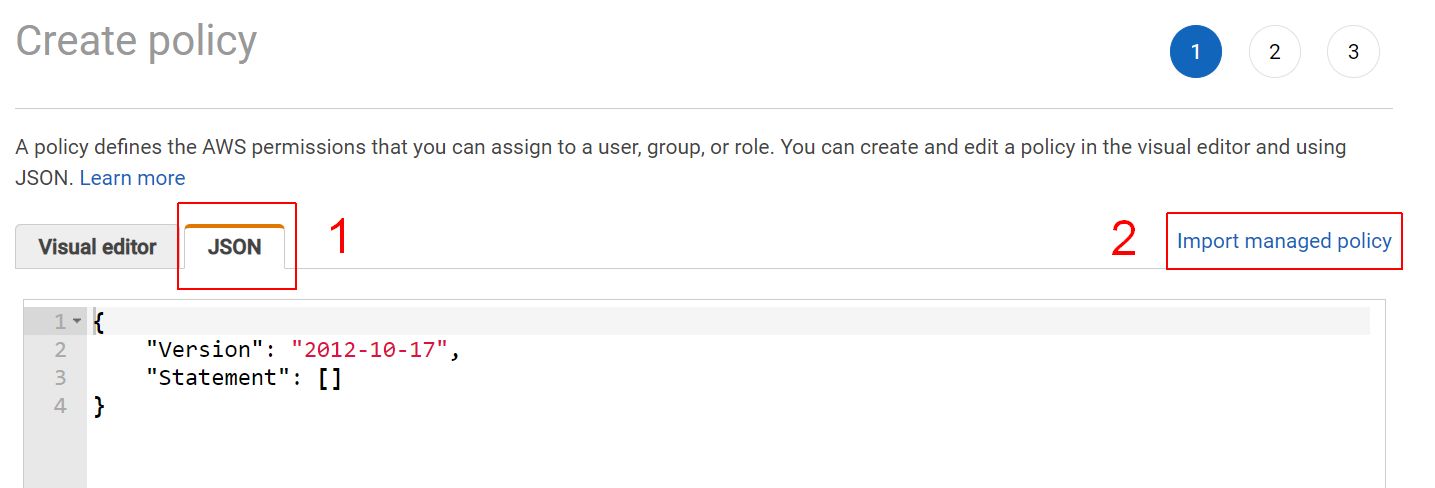 Create policy
1 2 3
A policy defines the AWS permissions that you can assign to a user, group, or role. You can create and edit a policy in the visual editor and using
JSON. Learn more
Visual editor JSON 1 2 Import managed policy
1 {
2 "Version": "2012-10-17",
3 "Statement": []
4 }